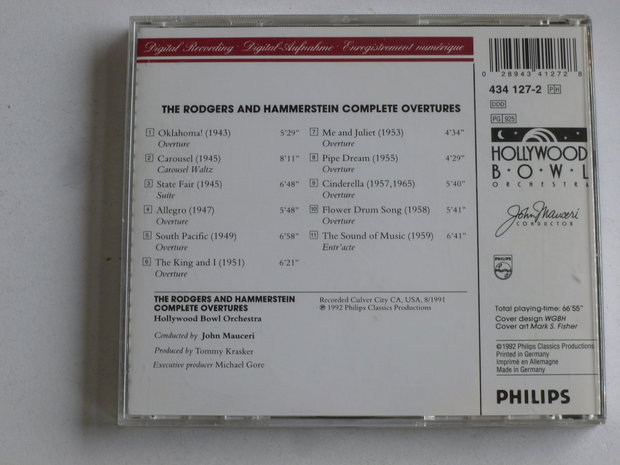 Digital Recording · Digital-Aufnahme · Enregistrement numérique
THE RODGERS AND HAMMERSTEIN COMPLETE OVERTURES
1 Oklahoma! (1943) 5'29"
Overture
2 Carousel (1945) 8'11"
Carousel Waltz
3 State Fair (1945) 6'48"
Suite
4 Allegro (1947) 5'48"
Overture
5 South Pacific (1949) 6'58"
Overture
6 The King and I (1951) 6'21"
Overture
7 Me and Juliet (1953) 4'34"
Overture
8 Pipe Dream (1955) 4'29"
Overture
9 Cinderella (1957,1965) 5'40"
Overture
10 Flower Drum Song (1958) 5'41"
Overture
11 The Sound of Music (1959) 6'41"
Entr'acte
THE RODGERS AND HAMMERSTEIN
COMPLETE OVERTURES
Hollywood Bowl Orchestra
Conducted by John Mauceri
Produced by Tommy Krasker
Executive producer Michael Gore
Recorded Culver City CA, USA, 8/1991
℗ 1992 Philips Classics Productions
0 28943 41272 8
434 127-2 PH
DDD
PG 925
HOLLYWOOD
B·O·W·L
ORCHESTRA
John Mauceri
CONDUCTOR
PHILIPS
Total playing-time: 66'55"
Cover design WGBH
Cover art Mark S. Fisher
©1992 Philips Classics Productions
Printed in Germany
Imprimé en Allemagne
Made in Germany
PHILIPS